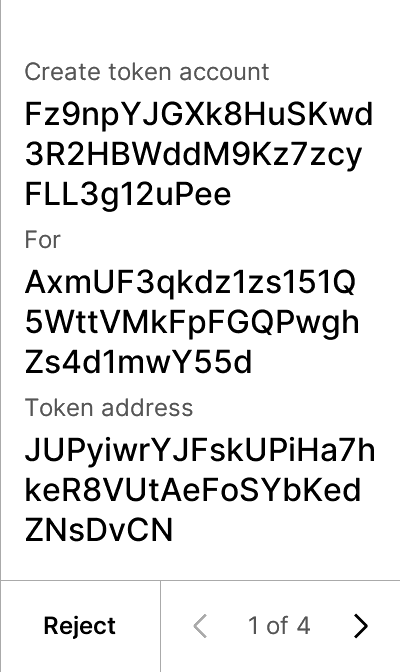 Create token account
Fz9npYJGXk8HuSKwd
3R2HBWddM9Kz7zcy
FLL3g12uPee
For
AxmUF3qkdz1zs151Q
5WttVMkFpFGQPwgh
Zs4d1mwY55d
Token address
JUPyiwrYJFskUPiHa7h
keR8VUtAeFoSYbKed
ZNsDvCN
Reject
1 of 4